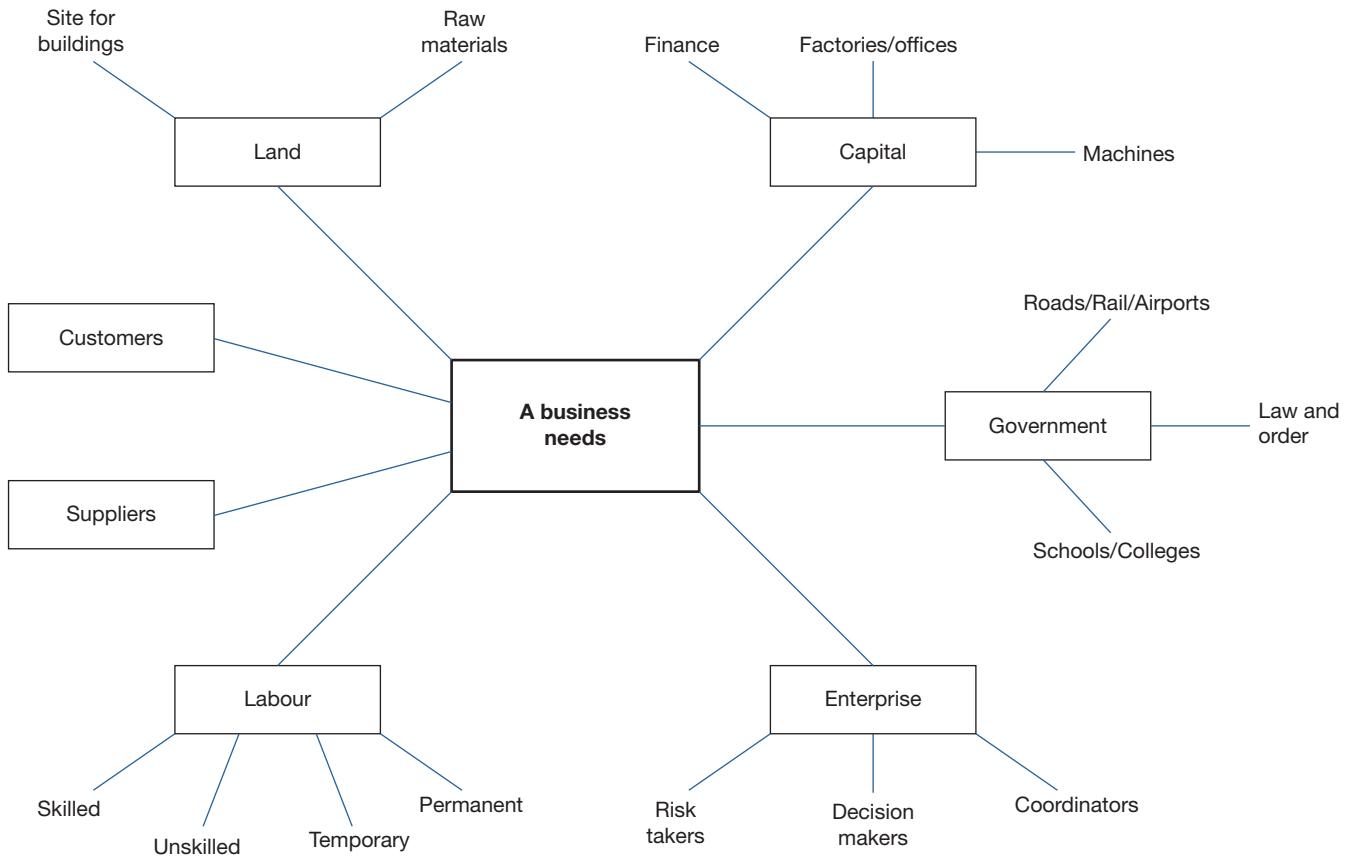 Site for
buildings
Raw
materials
Finance
Factories/offices
Land
Capital
Machines
Customers
Roads/Rail/Airports
A business
needs
Government
Law and
order
Suppliers
Schools/Colleges
Labour
Enterprise
Skilled
Unskilled
Temporary
Permanent
Risk
takers
Decision
makers
Coordinators